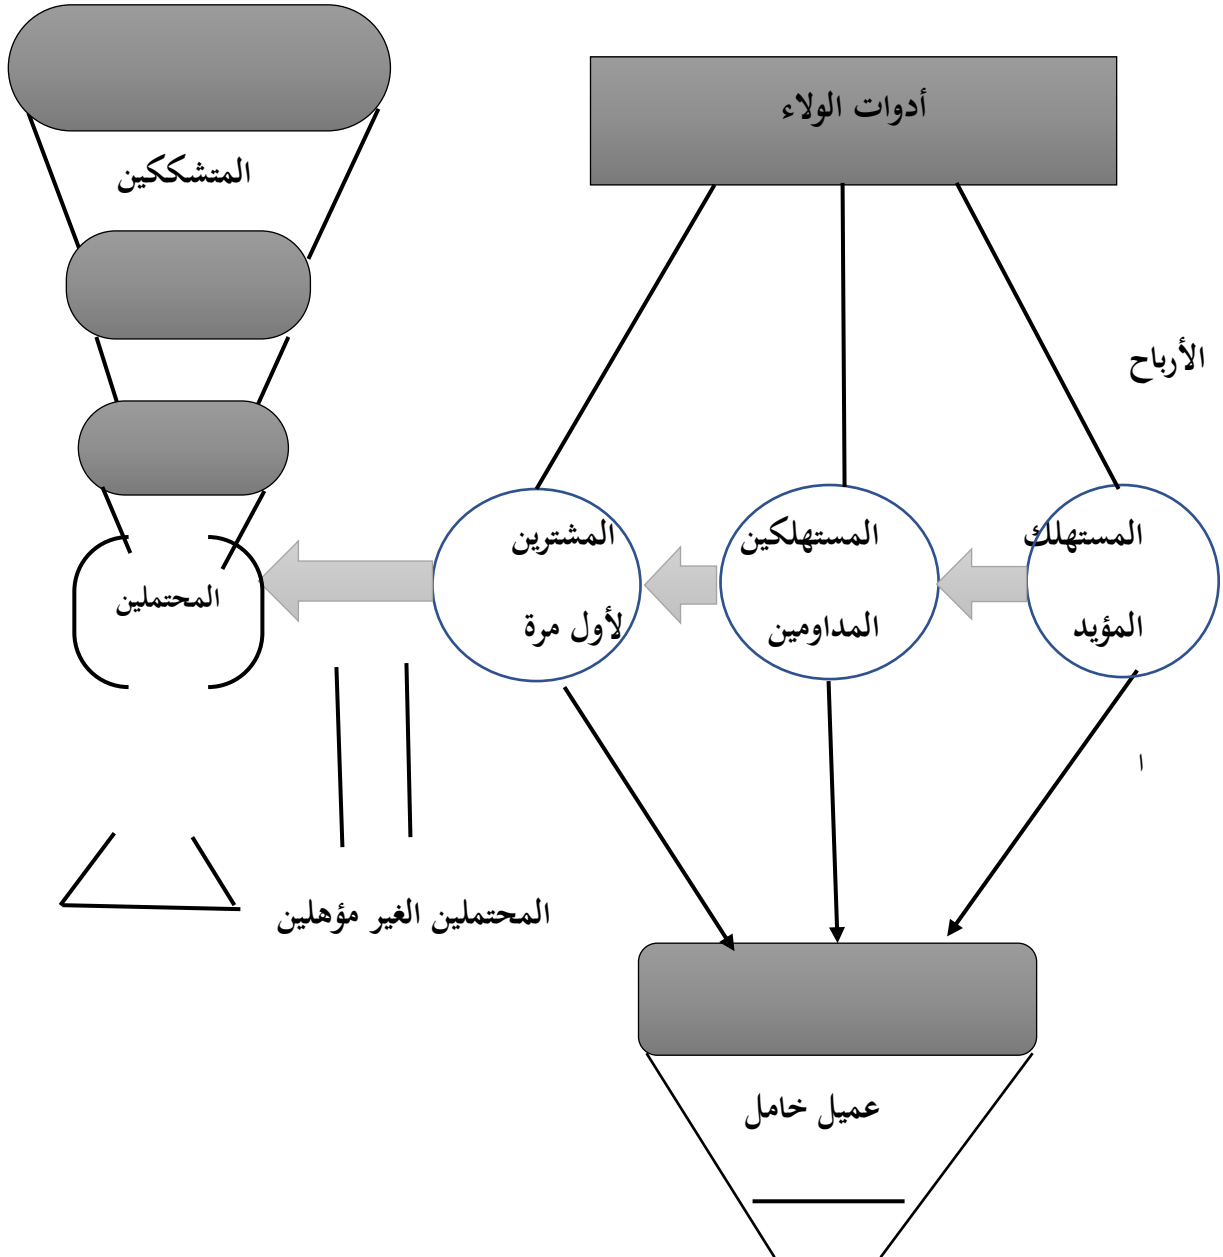 أدوات الولاء
المتشككين
الأرباح
المستهلك
المؤيد
المستهلكين
المداومين
المشترين
لأول مرة
المحتملين
ا
المحتملين الغير مؤهلين
عميل خامل